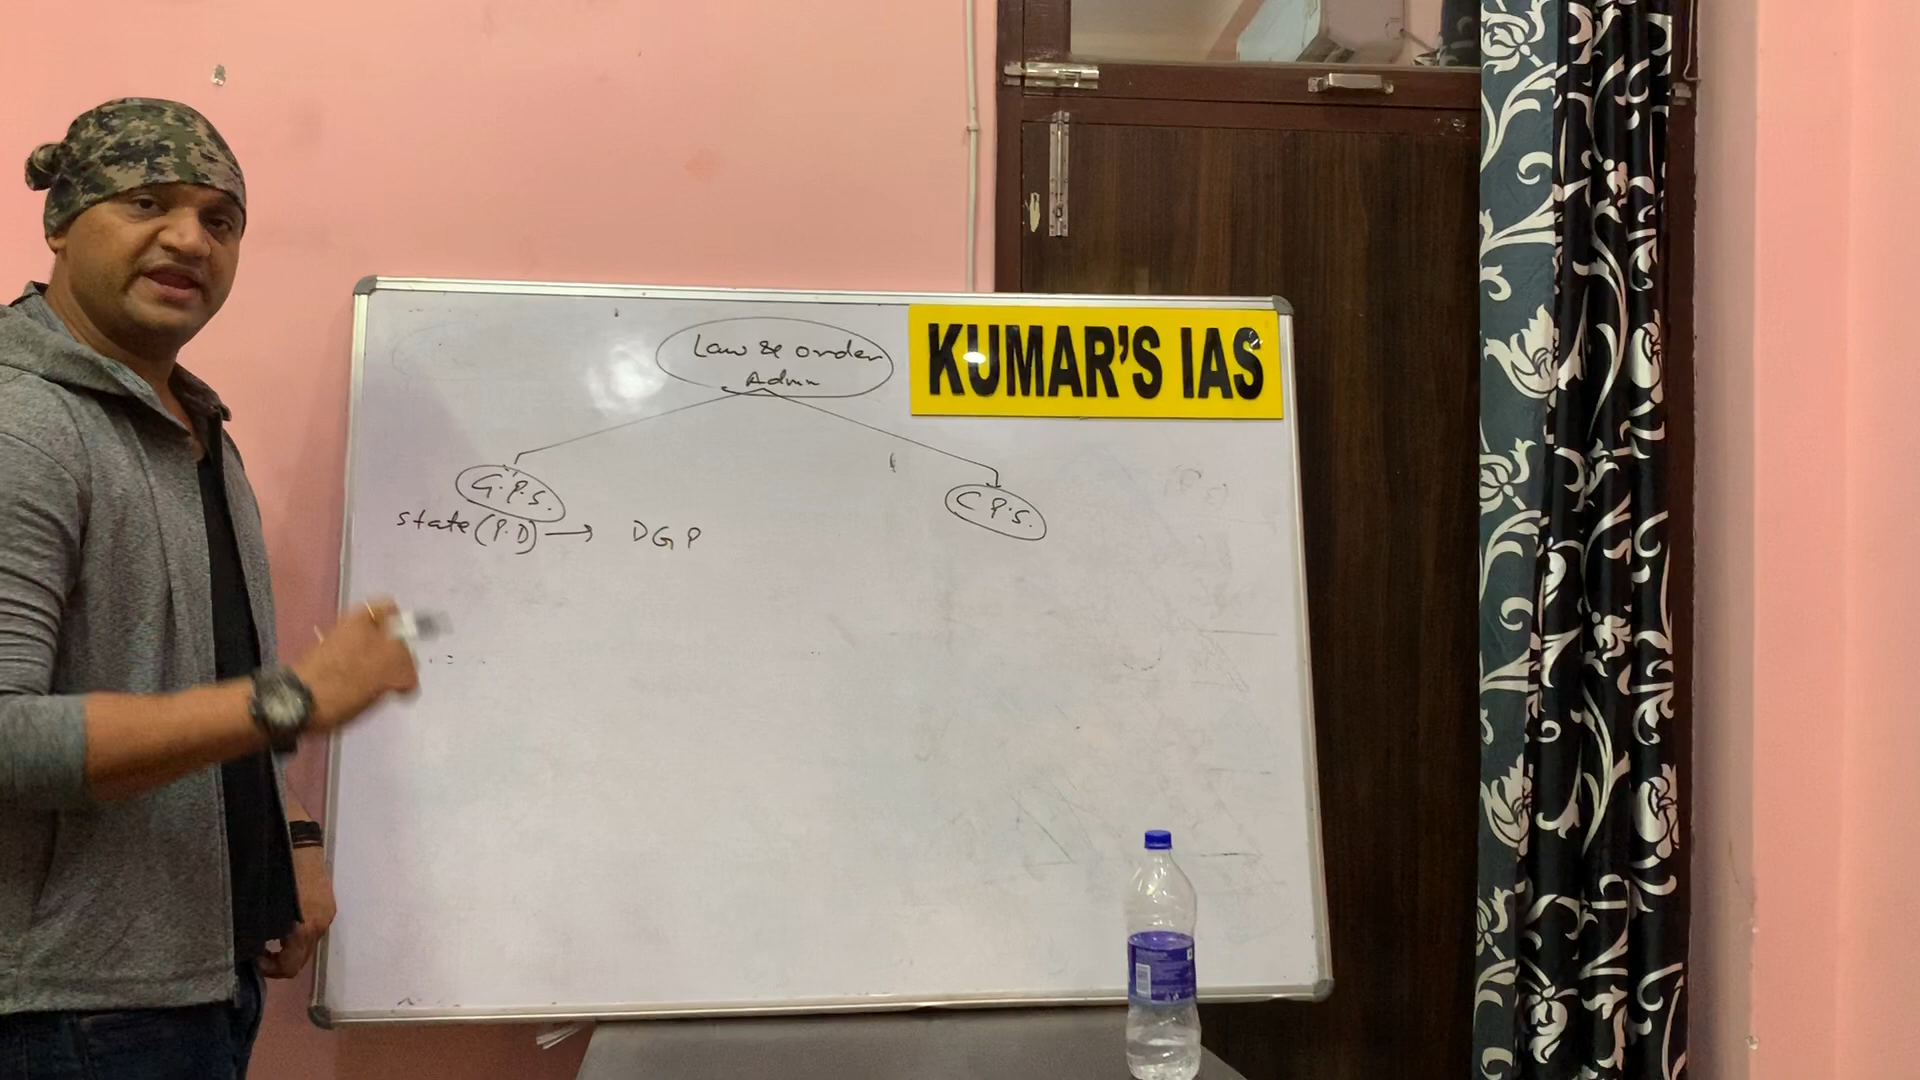 Law & order
Admn
KUMAR'S IAS
G.P.S.
C.P.S.
state (P.D) → DGP